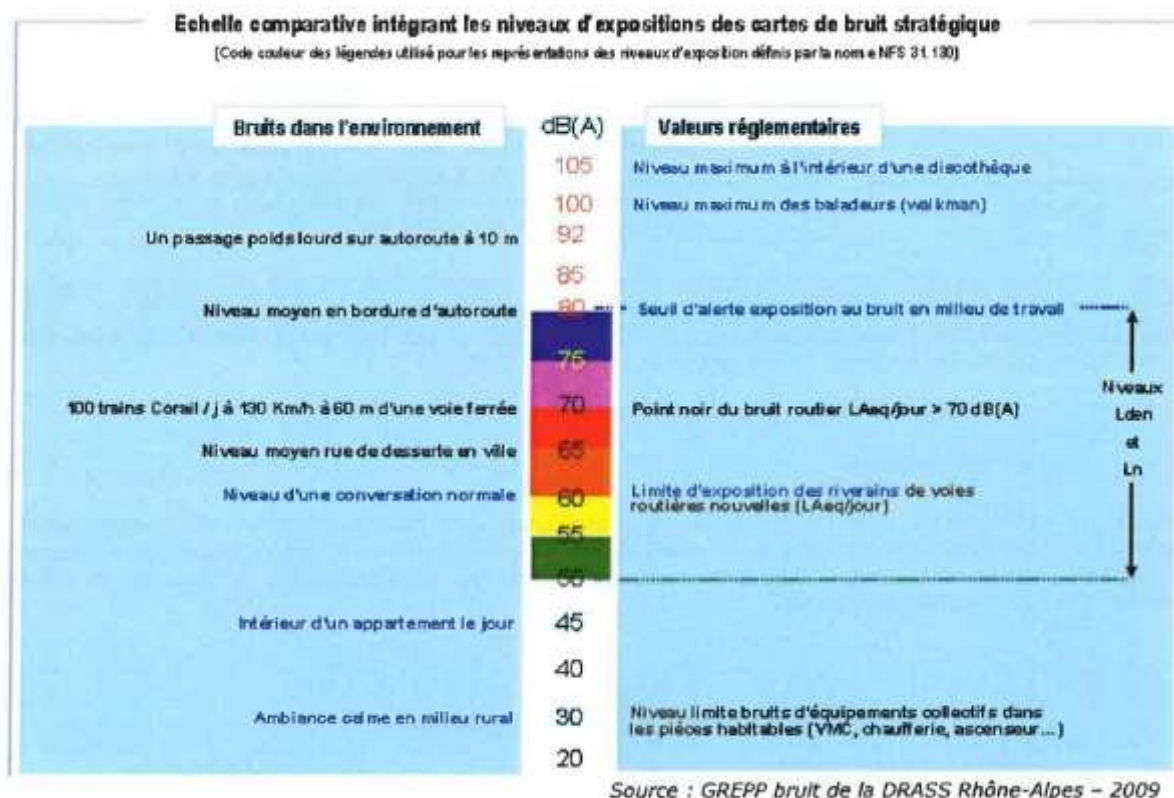 Echelle comparative intégrant les niveaux d'expositions des cartes de bruit stratégique
(Code couleur des légendes utilisé pour les représentations des niveaux d'exposition définis par la norme NFS 31.130)
Bruits dans l'environnement dB(A) Valeurs réglementaires
105 Niveau maximum à l'intérieur d'une discothèque
100 Niveau maximum des baladeurs (walkman)
Un passage poids lourd sur autoroute à 10 m 92
85
Niveau moyen en bordure d'autoroute 80 Seuil d'alerte exposition au bruit en milieu de travail
75
100 trains Corail / j à 130 Km/h à 60 m d'une voie ferrée 70 Point noir du bruit routier LAeq/jour > 70 dB(A)
Niveau moyen rue de desserte en ville 65
Niveau d'une conversation normale 60 Limite d'exposition des riverains de voies
routières nouvelles (LAeq/jour)
55
50
Niveaux
Lden
et
Ln
Intérieur d'un appartement le jour 45
40
Ambiance calme en milieu rural 30 Niveau limite bruits d'équipements collectifs dans
les pièces habitables (VMC, chaufferie, ascenseur...)
20
Source : GREPP bruit de la DRASS Rhône-Alpes – 2009